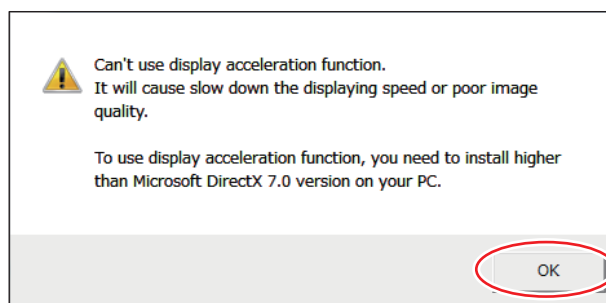 Can't use display acceleration function.
It will cause slow down the displaying speed or poor image
quality.
To use display acceleration function, you need to install higher
than Microsoft DirectX 7.0 version on your PC.
OK